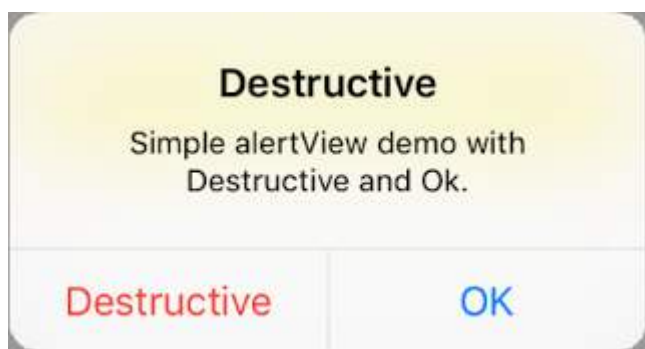 Destructive
Simple alertView demo with
Destructive and Ok.
Destructive OK